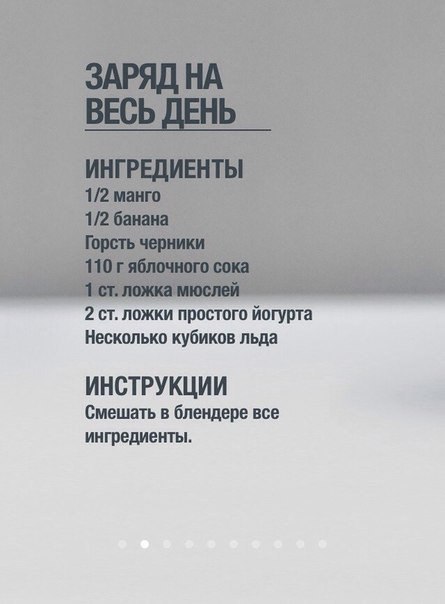 ЗАРЯД НА
ВЕСЬ ДЕНЬ
ИНГРЕДИЕНТЫ
1/2 манго
1/2 банана
Горсть черники
110 г яблочного сока
1 ст. ложка мюслей
2 ст. ложки простого йогурта
Несколько кубиков льда
ИНСТРУКЦИИ
Смешать в блендере все
ингредиенты.